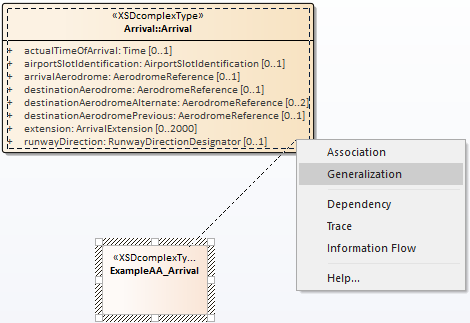 «XSDcomplexType»
Arrival::Arrival
+ actualTimeOfArrival: Time [0..1]
+ airportSlotIdentification: AirportSlotIdentification [0..1]
+ arrivalAerodrome: AerodromeReference [0..1]
+ destinationAerodrome: AerodromeReference [0..1]
+ destinationAerodromeAlternate: AerodromeReference [0..2]
+ destinationAerodromePrevious: AerodromeReference [0..1]
+ extension: ArrivalExtension [0..2000]
+ runwayDirection: RunwayDirectionDesignator [0..1]
Association
Generalization
Dependency
Trace
Information Flow
Help...
«XSDcomplexTy...
ExampleAA_Arrival